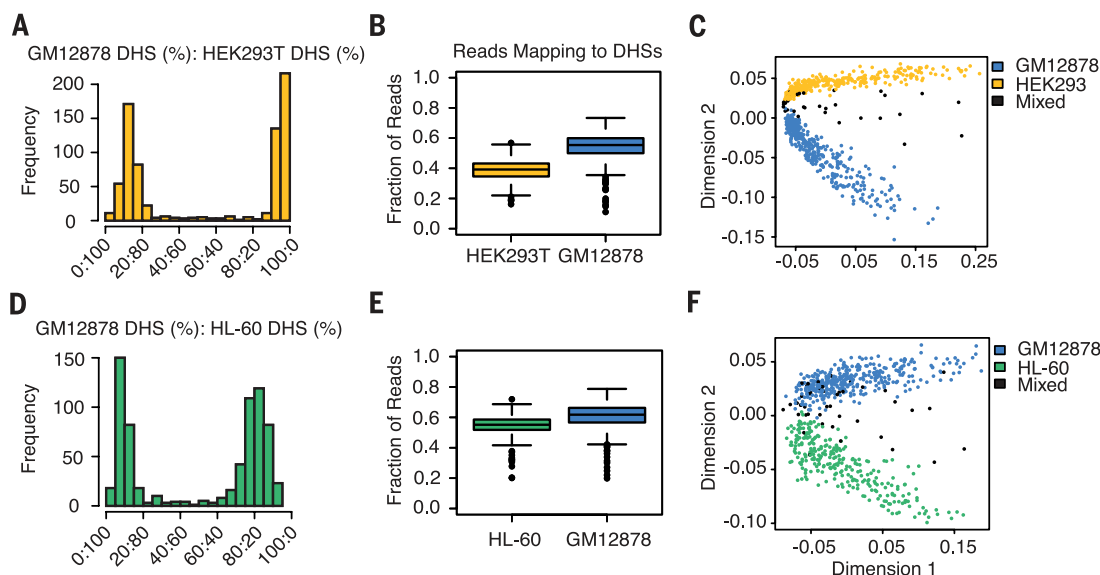 A
GM12878 DHS (%): HEK293T DHS (%)
Frequency
200
150
100
50
0
0:100
20:80
40:60
60:40
80:20
100:0
B
Reads Mapping to DHSs
Fraction of Reads
1.0
0.8
0.6
0.4
0.2
0.0
HEK293T GM12878
C
Dimension 2
0.05
0.00
-0.05
-0.10
-0.15
-0.05 0.05 0.15 0.25
GM12878
HEK293
Mixed
D
GM12878 DHS (%): HL-60 DHS (%)
Frequency
150
100
50
0
0:100
20:80
40:60
60:40
80:20
100:0
E
Fraction of Reads
1.0
0.8
0.6
0.4
0.2
0.0
HL-60 GM12878
F
Dimension 2
0.05
0.00
-0.05
-0.10
-0.05 0.05 0.15
Dimension 1
GM12878
HL-60
Mixed